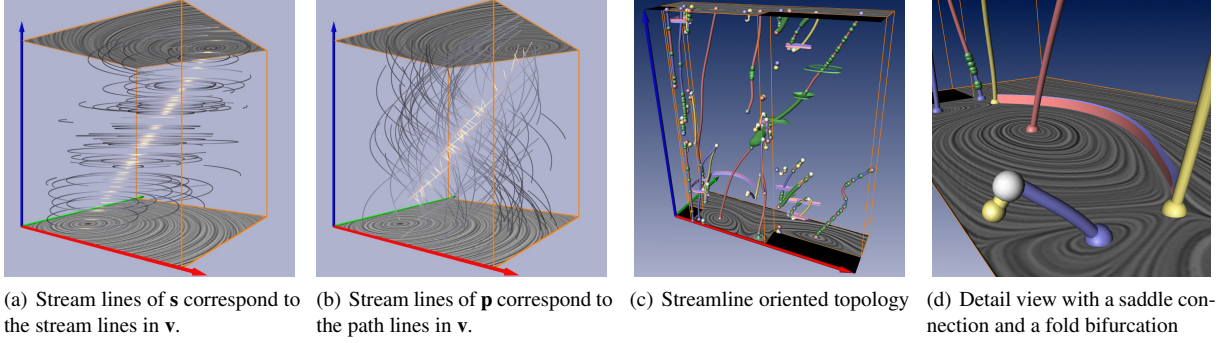 (a) Stream lines of s correspond to
the stream lines in v.
(b) Stream lines of p correspond to
the path lines in v.
(c) Streamline oriented topology
(d) Detail view with a saddle con-
nection and a fold bifurcation